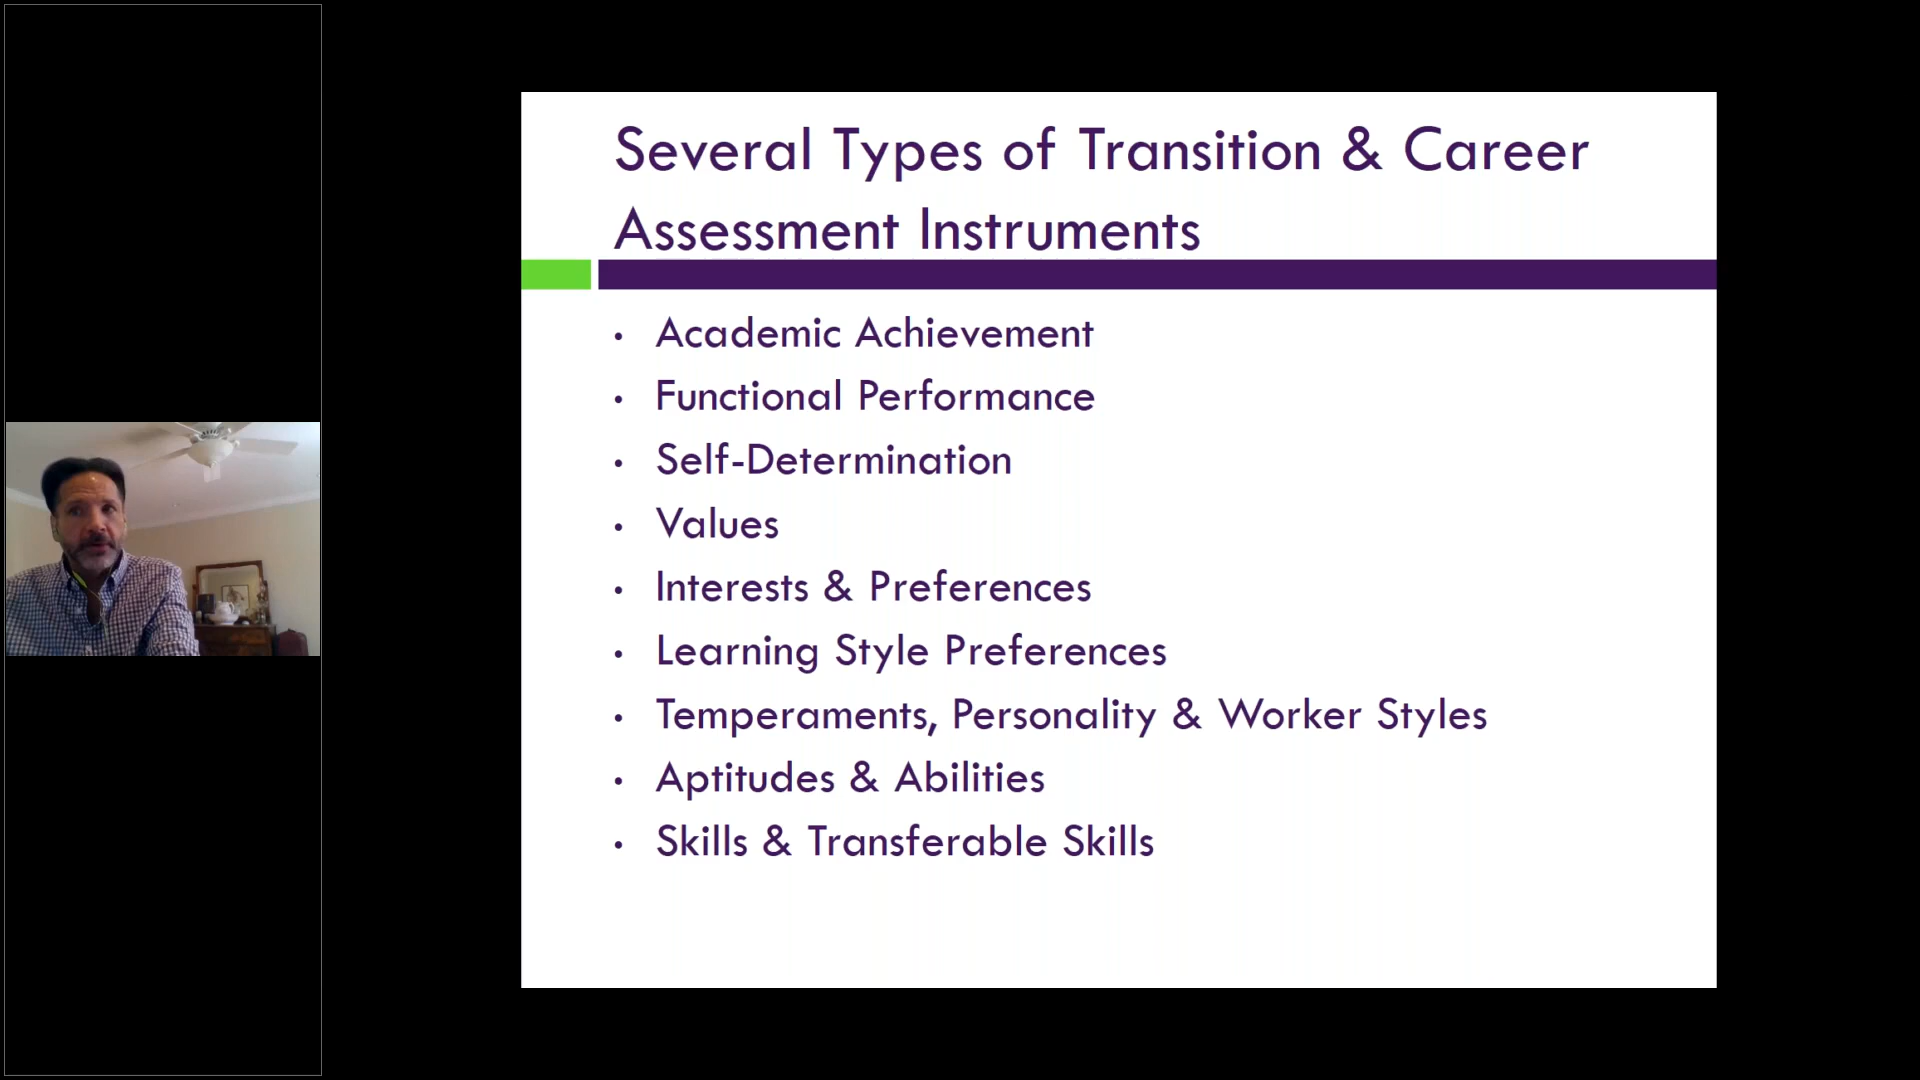 Several Types of Transition & Career
Assessment Instruments
• Academic Achievement
• Functional Performance
• Self-Determination
• Values
• Interests & Preferences
• Learning Style Preferences
• Temperaments, Personality & Worker Styles
• Aptitudes & Abilities
• Skills & Transferable Skills